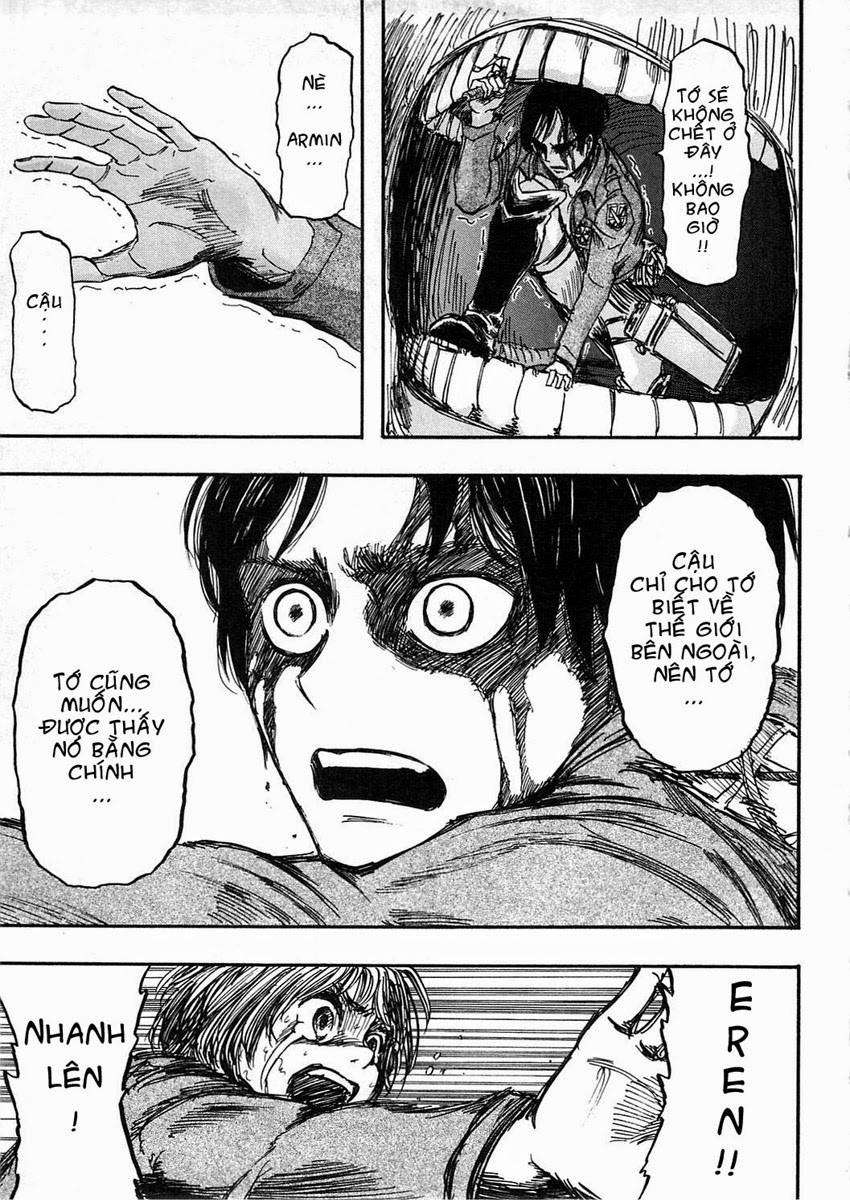 TỚ SẼ
KHÔNG
CHẾT Ở
ĐÂY
...!
KHÔNG
BAO
GIỜ
!!
NÈ
...
ARMIN
...
CẬU
...
CẬU
CHỈ CHO TỚ
BIẾT VỀ
THẾ GIỚI
BÊN NGOÀI,
NÊN TỚ
...
TỚ CŨNG
MUỐN...
ĐƯỢC THẤY
NÓ BẰNG
CHÍNH
...
EREN!!
NHANH
LÊN
!